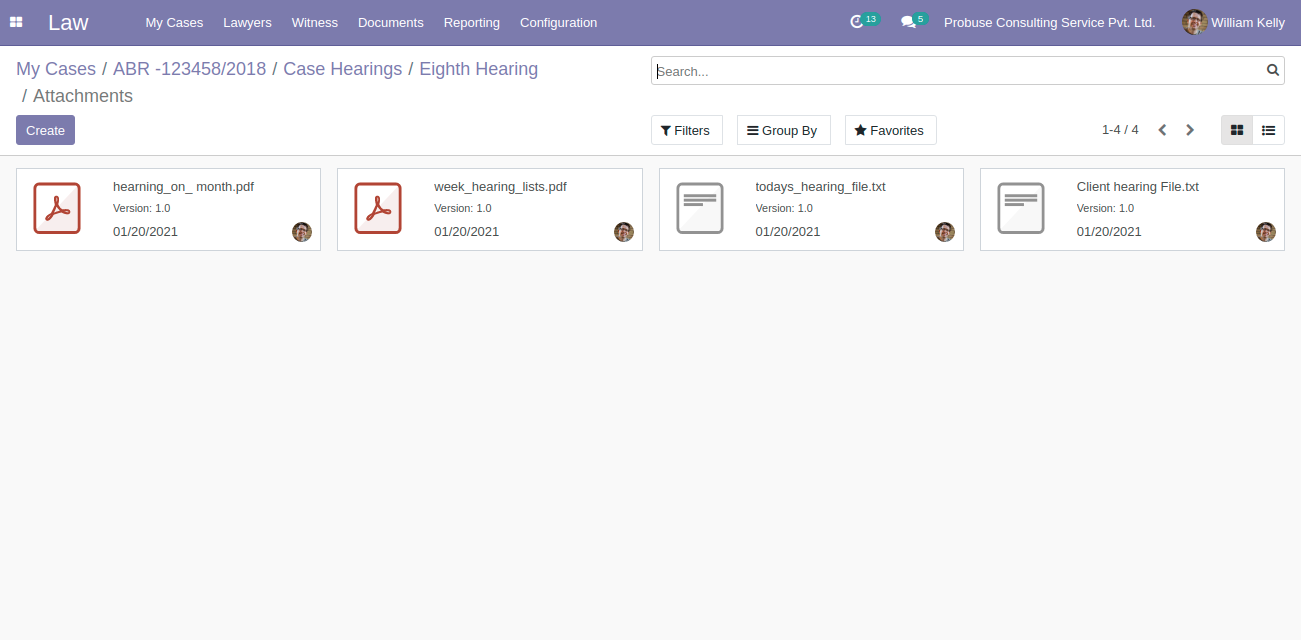 Law My Cases Lawyers Witness Documents Reporting Configuration 13 5 Probuse Consulting Service Pvt. Ltd. William Kelly
My Cases / ABR -123458/2018 / Case Hearings / Eighth Hearing
/ Attachments
Search...
Create
Filters Group By Favorites 1-4 / 4
hearning_on_ month.pdf
Version: 1.0
01/20/2021
week_hearing_lists.pdf
Version: 1.0
01/20/2021
todays_hearing_file.txt
Version: 1.0
01/20/2021
Client hearing File.txt
Version: 1.0
01/20/2021